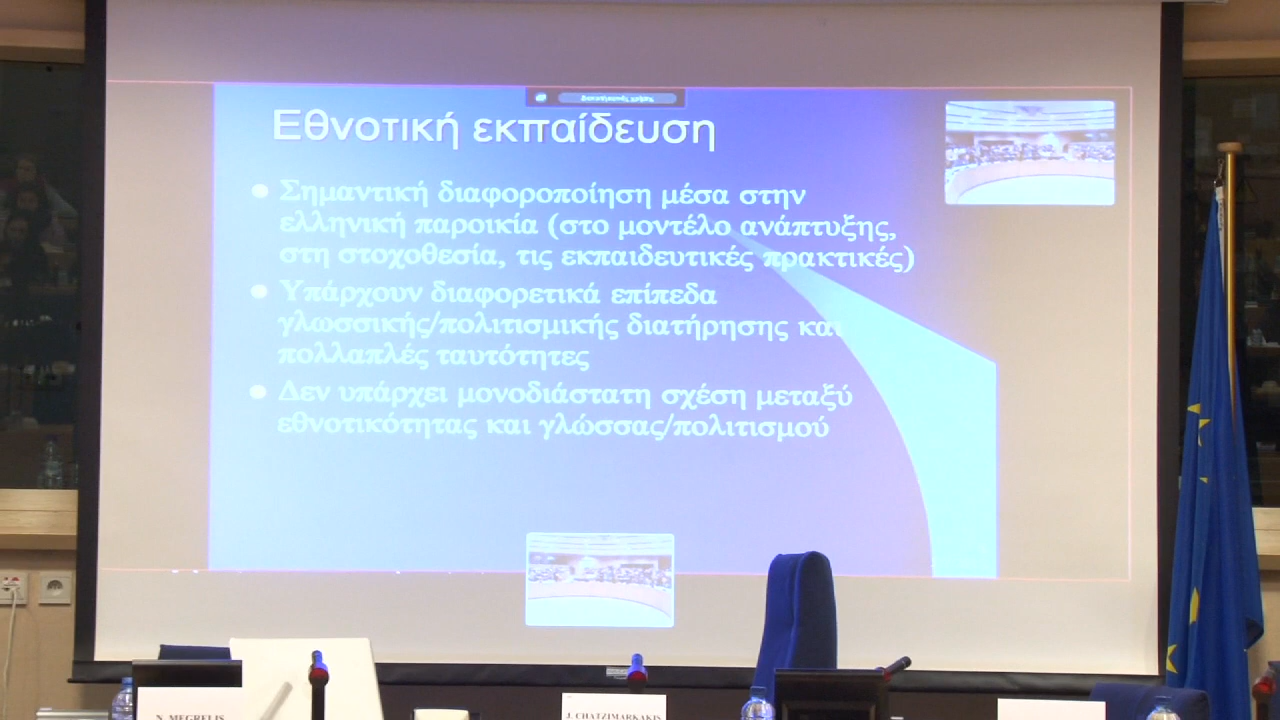 Εθνοτική εκπαίδευση
Σημαντική διαφοροποίηση μέσα στην
ελληνική παροικία (στο μοντέλο ανάπτυξης,
στη στοχοθεσία, τις εκπαιδευτικές πρακτικές)
Υπάρχουν διαφορετικά επίπεδα
γλωσσικής/πολιτισμικής διατήρησης και
πολλαπλές ταυτότητες
Δεν υπάρχει μονοδιάστατη σχέση μεταξύ
εθνοτικότητας και γλώσσας/πολιτισμού
N. MEGRELIS
J. CHATZIMARKAKIS